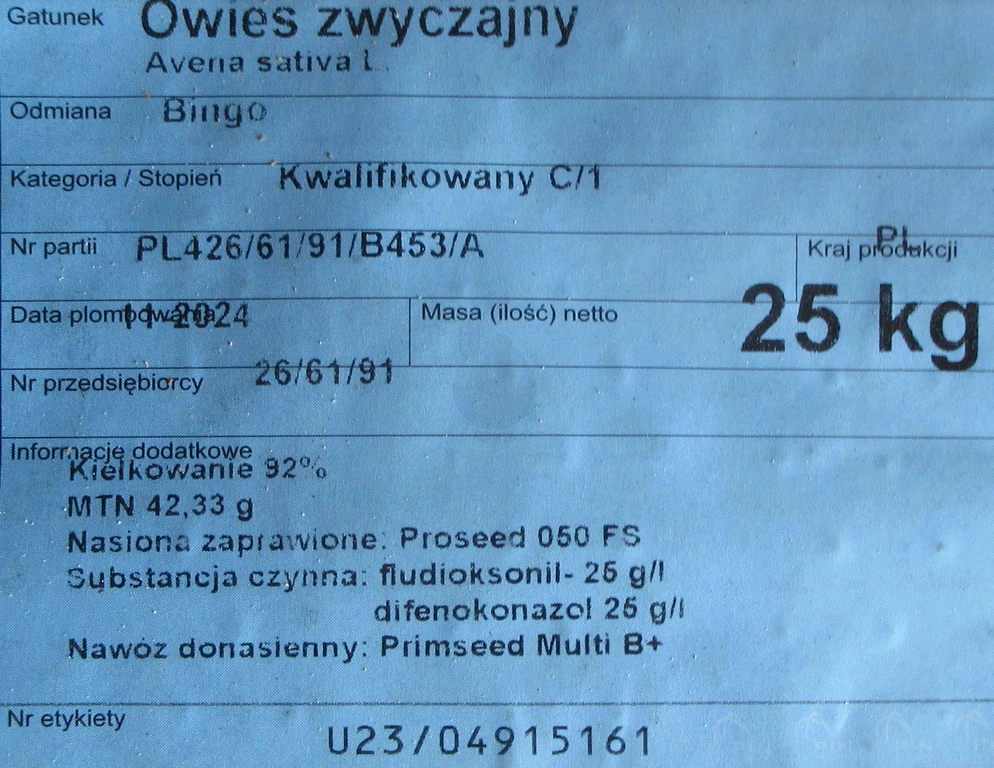 Gatunek Owies zwyczajny
Avena sativa L.
Odmiana Bingo
Kategoria / Stopień Kwalifikowany C/1
Nr partii PL426/61/91/B453/A Kraj produkcji PL
Data plombowania 11 2024 Masa (ilość) netto 25 kg
Nr przedsiębiorcy 26/61/91
Informacje dodatkowe
Kiełkowanie 92%
MTN 42,33 g
Nasiona zaprawione: Proseed 050 FS
Substancja czynna: fludioksonil- 25 g/l
difenokonazol 25 g/l
Nawóz donasienny: Primseed Multi B+
Nr etykiety U23/04915161